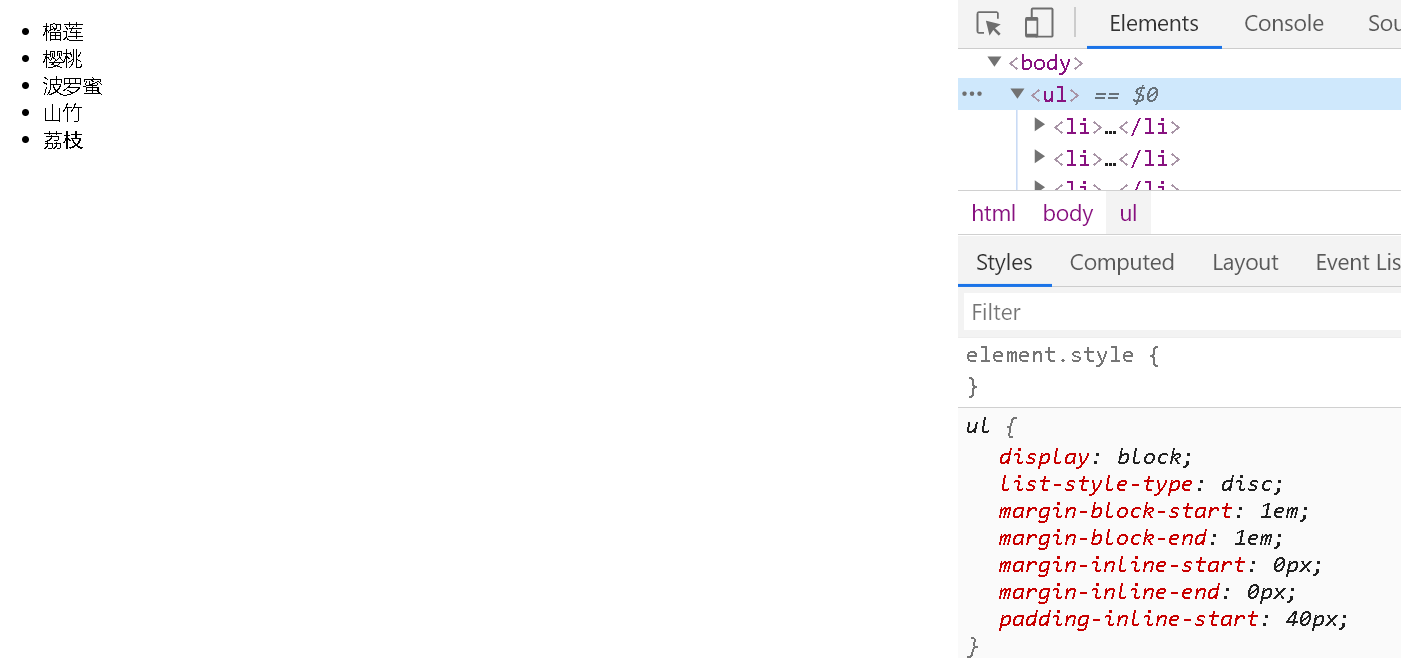 榴莲
樱桃
波罗蜜
山竹
荔枝
Elements Console Sou
<body>
··· <ul> == $0
<li>…</li>
<li>…</li>
<li>…</li>
html body ul
Styles Computed Layout Event Lis
Filter
element.style {
}
ul {
display: block;
list-style-type: disc;
margin-block-start: 1em;
margin-block-end: 1em;
margin-inline-start: 0px;
margin-inline-end: 0px;
padding-inline-start: 40px;
}